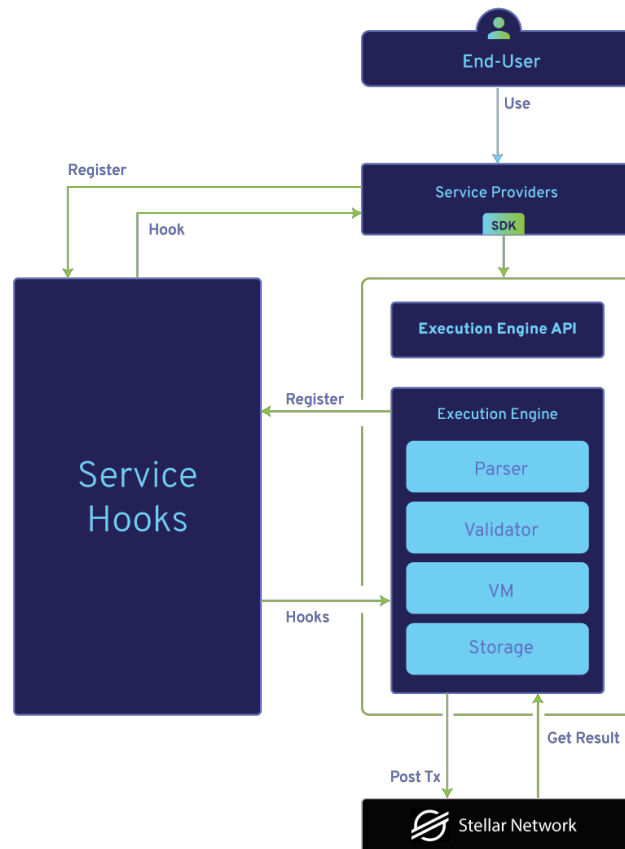 End-User
Use
Register
Service Providers
SDK
Hook
Execution Engine API
Register
Execution Engine
Parser
Service
Hooks
Validator
VM
Hooks
Storage
Get Result
Post Tx
Stellar Network